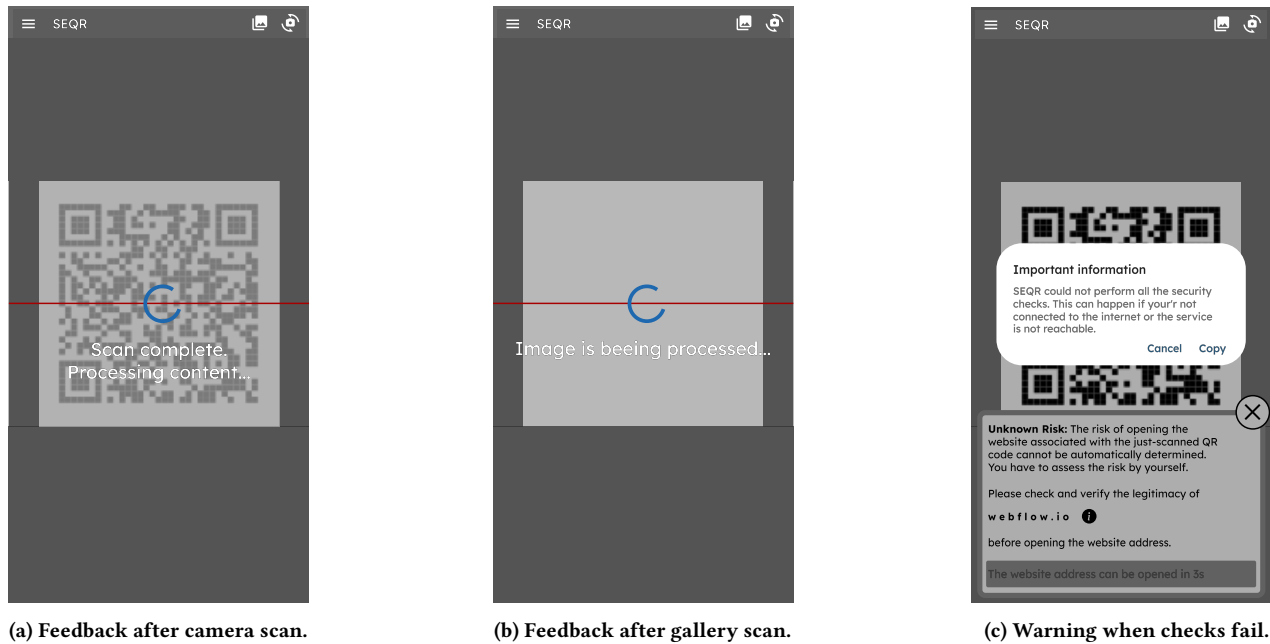 SEQR
Scan complete.
Processing content...
(a) Feedback after camera scan.
SEQR
Image is beeing processed...
(b) Feedback after gallery scan.
SEQR
Important information
SEQR could not perform all the security
checks. This can happen if your'r not
connected to the internet or the service
is not reachable.
Cancel Copy
Unknown Risk: The risk of opening the
website associated with the just-scanned QR
code cannot be automatically determined.
You have to assess the risk by yourself.
Please check and verify the legitimacy of
webflow.io i
before opening the website address.
The website address can be opened in 3s
(c) Warning when checks fail.